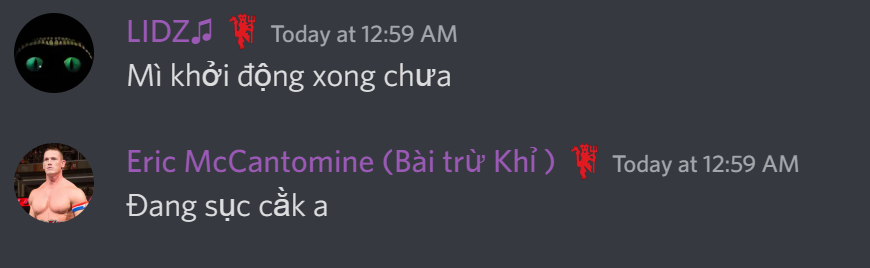 LIDZ♫ Today at 12:59 AM
Mì khởi động xong chưa
Eric McCantomine (Bài trừ Khỉ ) Today at 12:59 AM
Đang sục cằk a